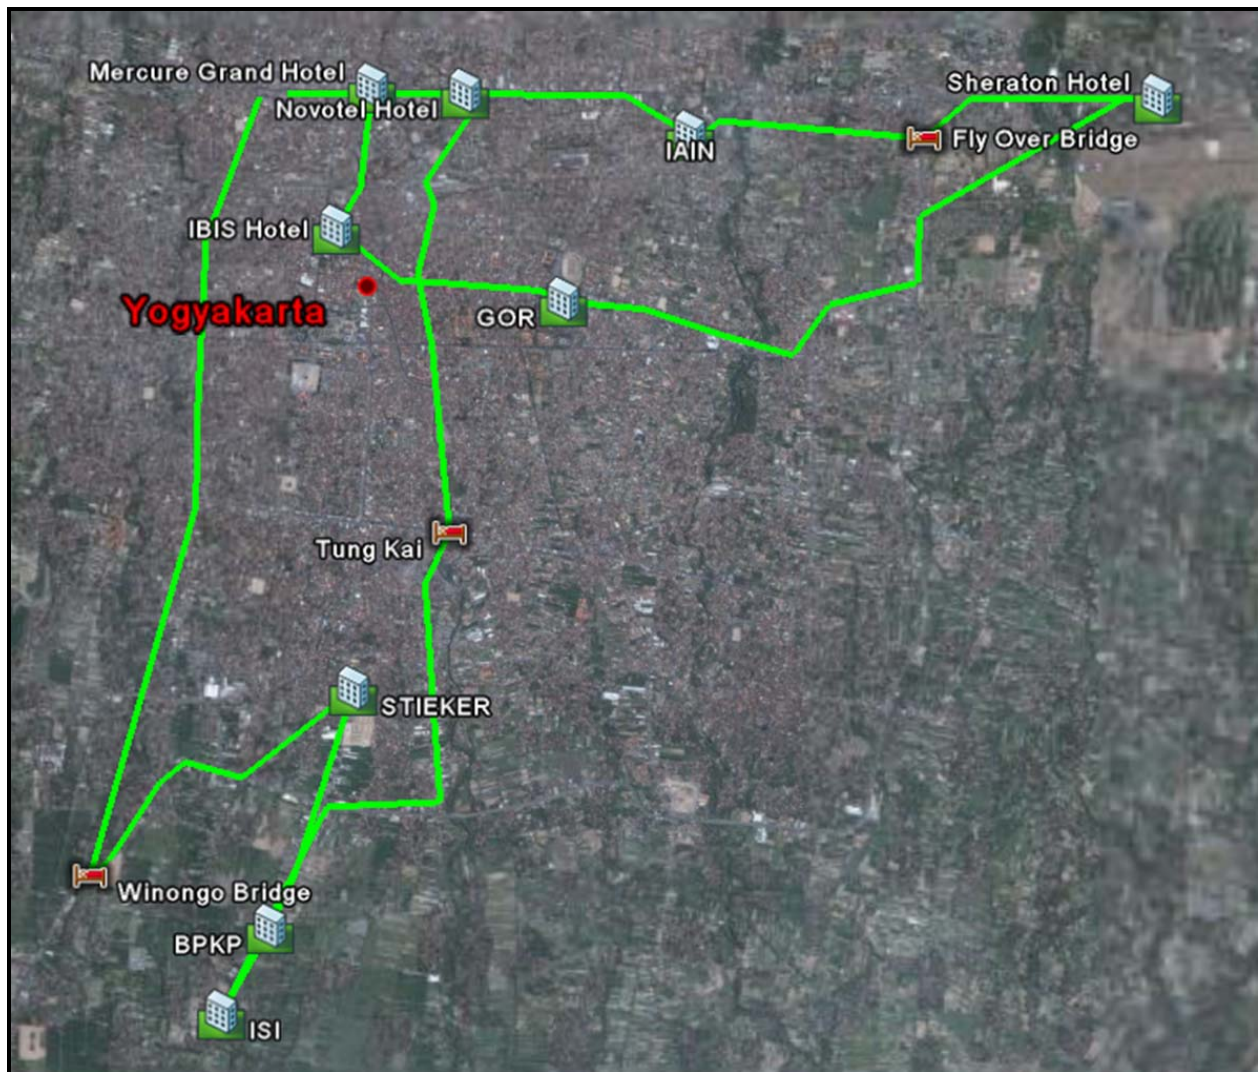 Mercure Grand Hotel
Sheraton Hotel
Novotel Hotel
Fly Over Bridge
IAIN
IBIS Hotel
Yogyakarta
GOR
Tung Kai
STIEKER
Winongo Bridge
BPKP
ISI